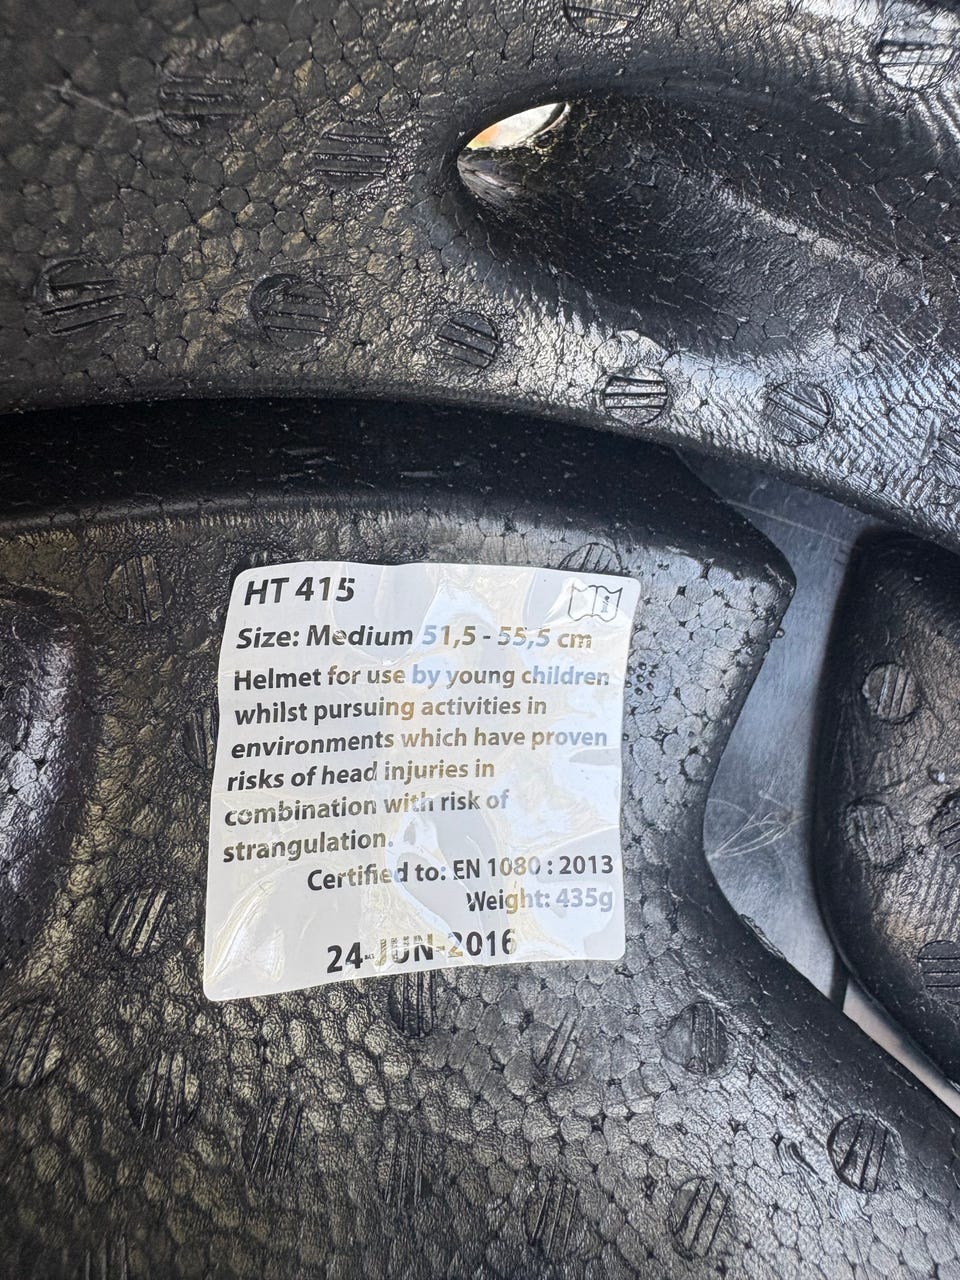 HT 415
Size: Medium 51,5 - 55,5 cm
Helmet for use by young children
whilst pursuing activities in
environments which have proven
risks of head injuries in
combination with risk of
strangulation.
Certified to: EN 1080 : 2013
Weight: 435g
24-JUN-2016